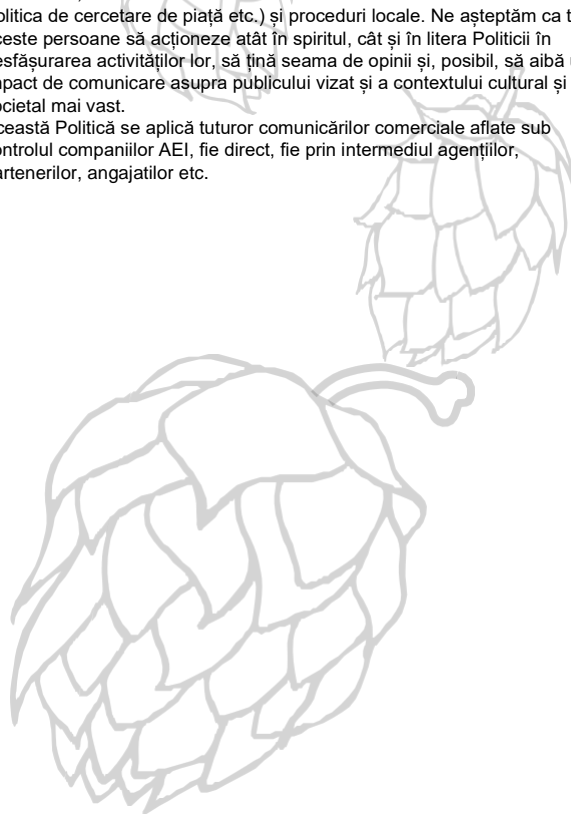 olitica de cercetare de piață etc.) și proceduri locale. Ne așteptăm ca t
ceste persoane să acționeze atât în spiritul, cât și în litera Politicii în
esfășurarea activităților lor, să țină seama de opinii și, posibil, să aibă
mpact de comunicare asupra publicului vizat și a contextului cultural și
ocietal mai vast.
ceastă Politică se aplică tuturor comunicărilor comerciale aflate sub
ontrolul companiilor AEI, fie direct, fie prin intermediul agențiilor,
artenerilor, angajatilor etc.